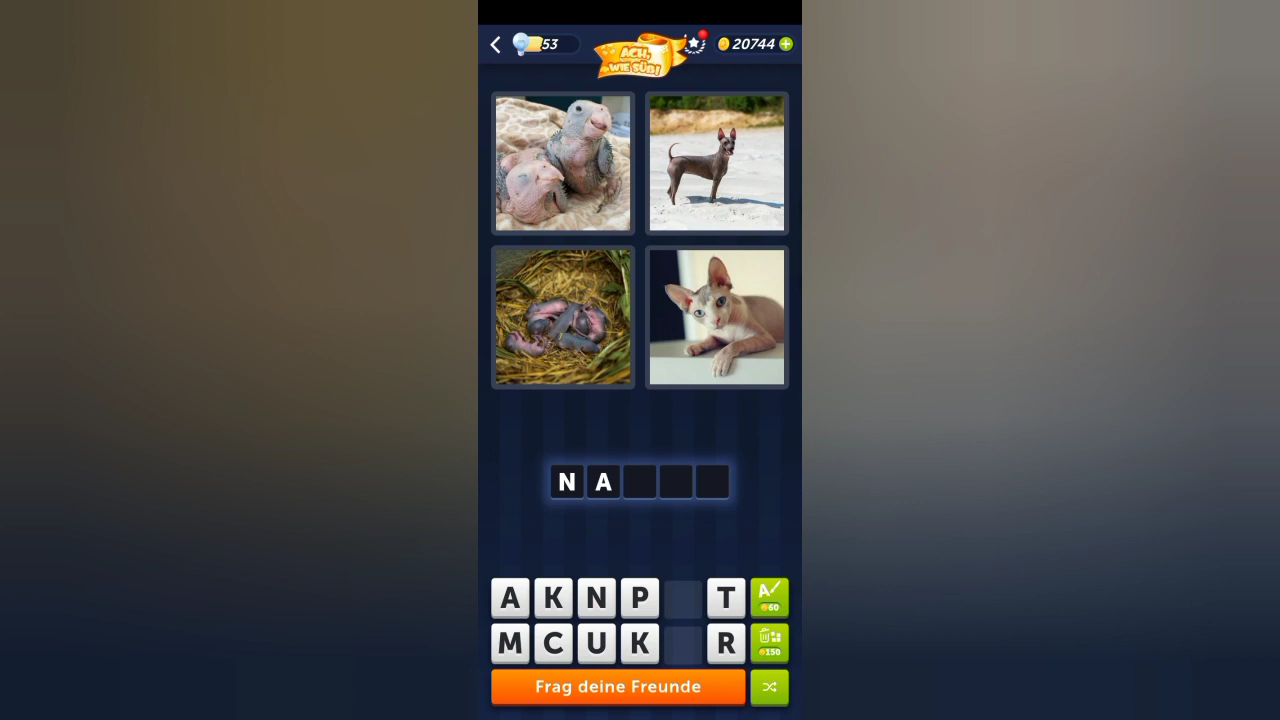 53
ACH,
WIE SÜß!
20744
N A
A K N P T
A 60
M C U K R
150
Frag deine Freunde